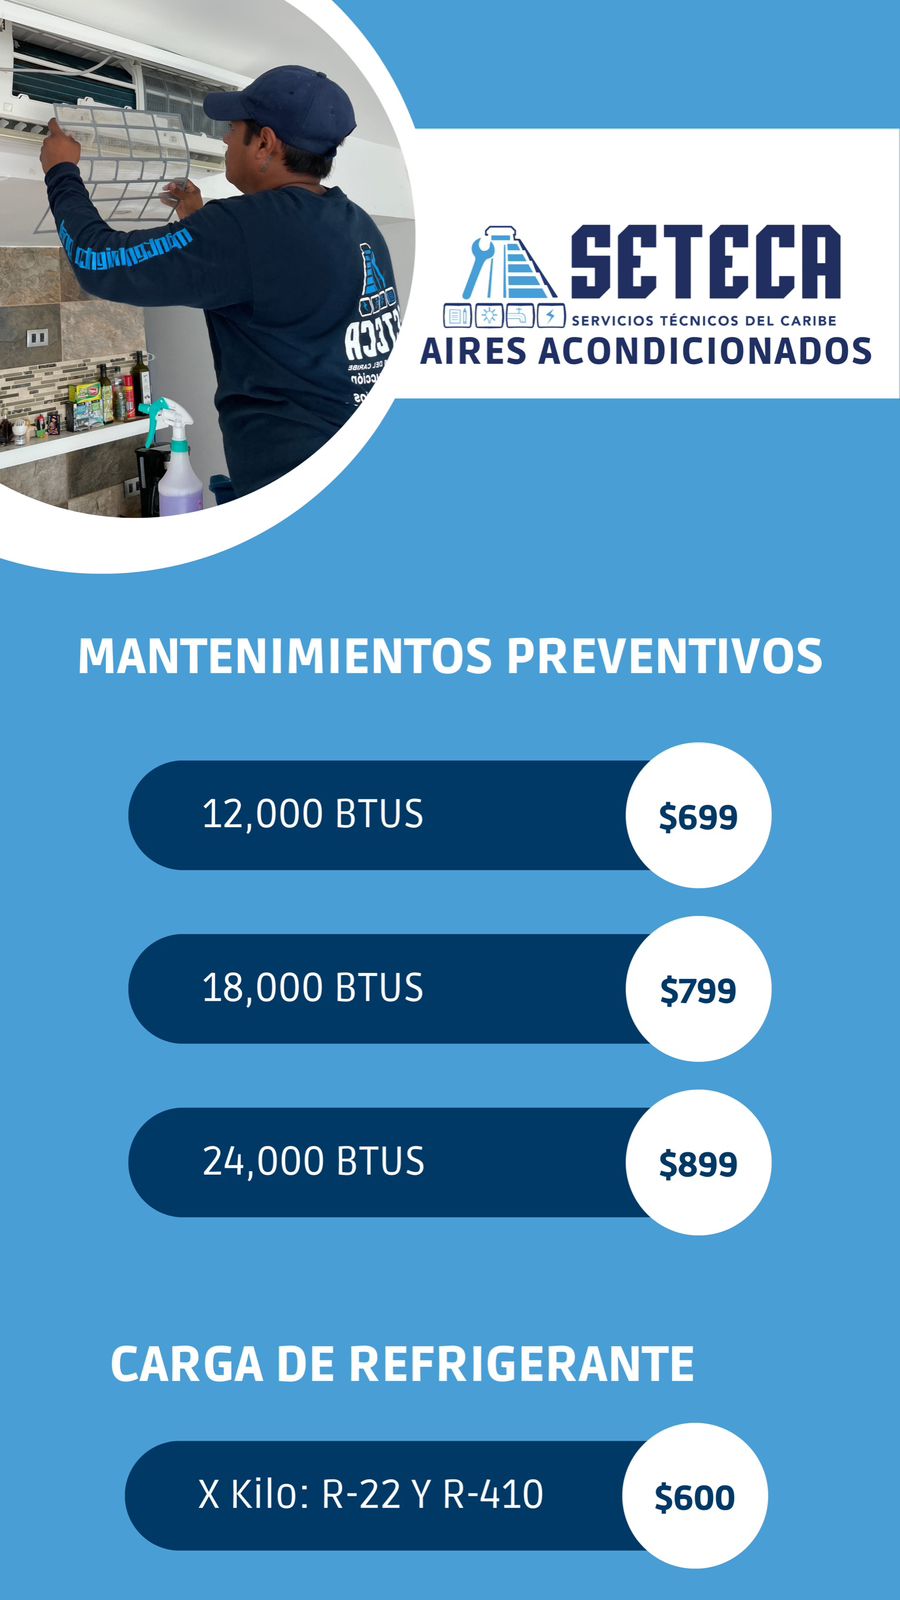 SETECA
SERVICIOS TÉCNICOS DEL CARIBE
AIRES ACONDICIONADOS
MANTENIMIENTOS PREVENTIVOS
12,000 BTUS $699
18,000 BTUS $799
24,000 BTUS $899
CARGA DE REFRIGERANTE
X Kilo: R-22 Y R-410 $600